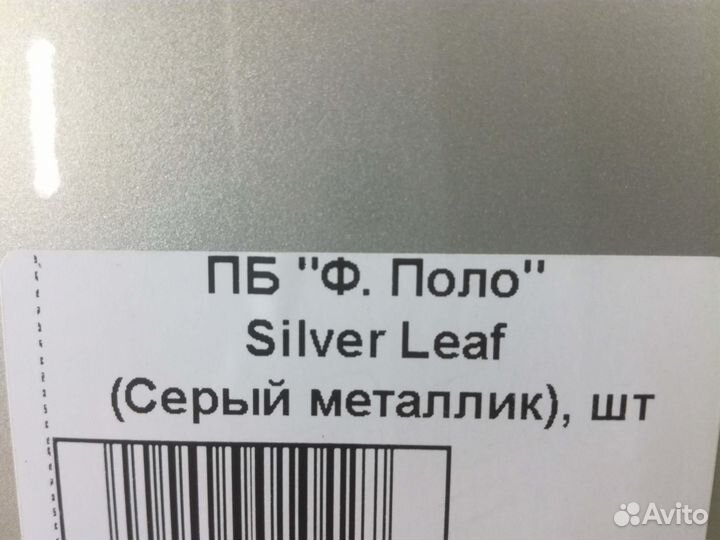 ПБ "Ф. Поло"
Silver Leaf
(Серый металлик), шт
Avito